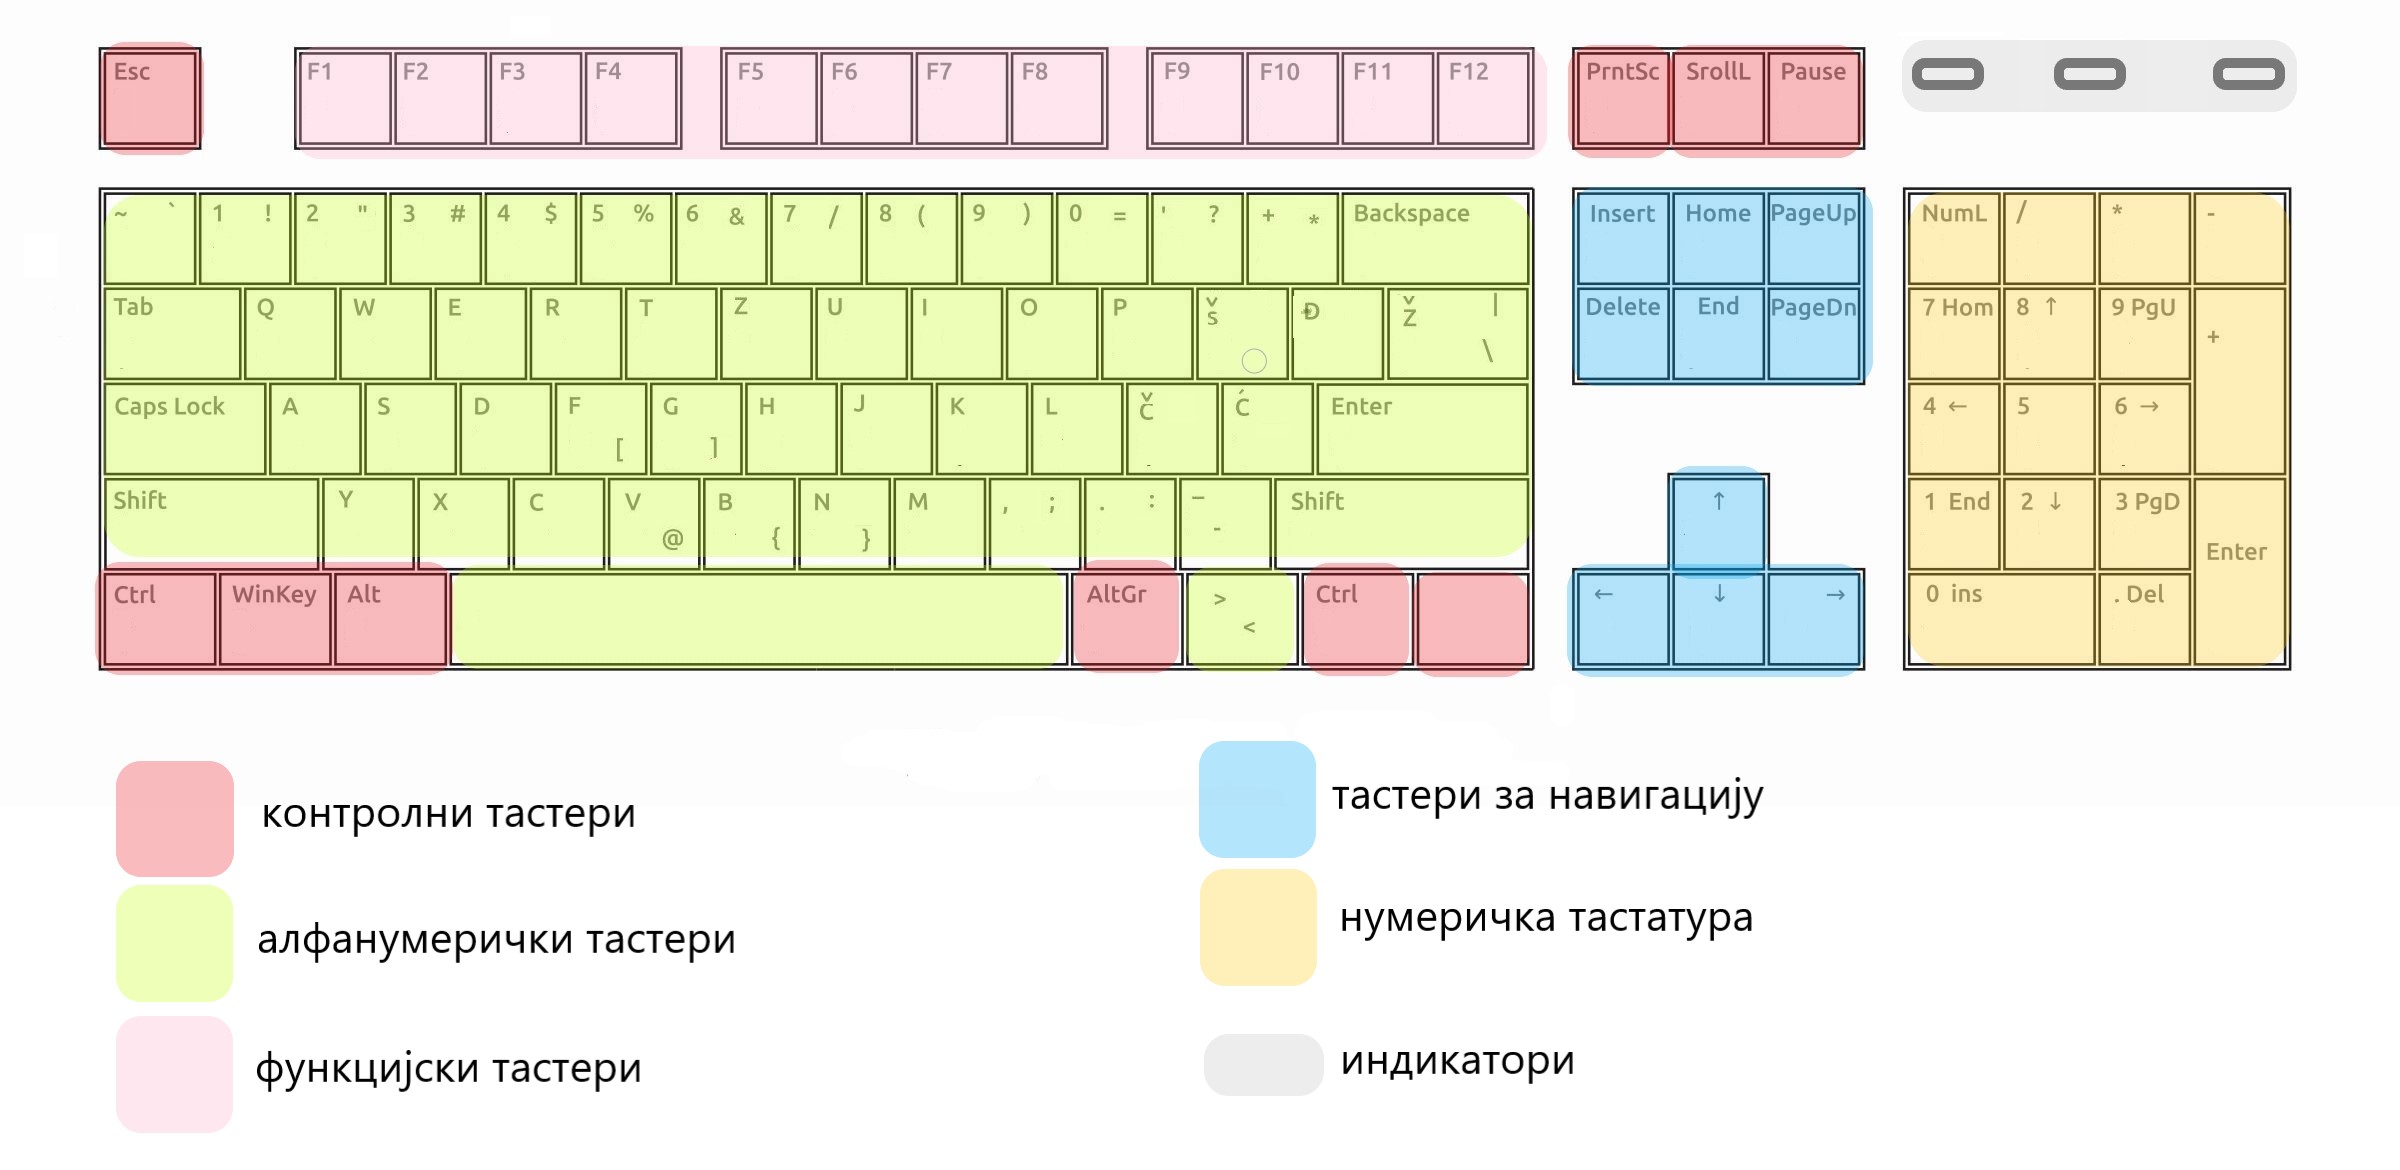 Esc F1 F2 F3 F4 F5 F6 F7 F8 F9 F10 F11 F12 PrntSc SrollL Pause
~ ` 1 ! 2 " 3 # 4 $ 5 % 6 & 7 / 8 ( 9 ) 0 = ' ? + * Backspace Insert Home PageUp NumL / * -
Tab Q W E R T Z U I O P Š Đ Ž | \ Delete End PageDn 7 Hom 8 ↑ 9 PgU +
Caps Lock A S D F [ G ] H J K L Č Ć Enter 4 ← 5 6 →
Shift Y X C V @ B { N } M , ; . : – - Shift ↑ 1 End 2 ↓ 3 PgD Enter
Ctrl WinKey Alt AltGr > < Ctrl ← ↓ → 0 ins . Del
контролни тастери
алфанумерички тастери
функцијски тастери
тастери за навигацију
нумеричка тастатура
индикатори